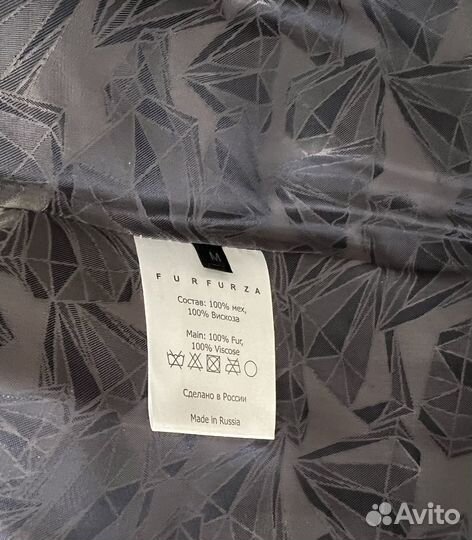 M
FURFURZA
Состав: 100% мех,
100% Вискоза
Main: 100% Fur,
100% Viscose
Сделано в России
Made in Russia
Avito